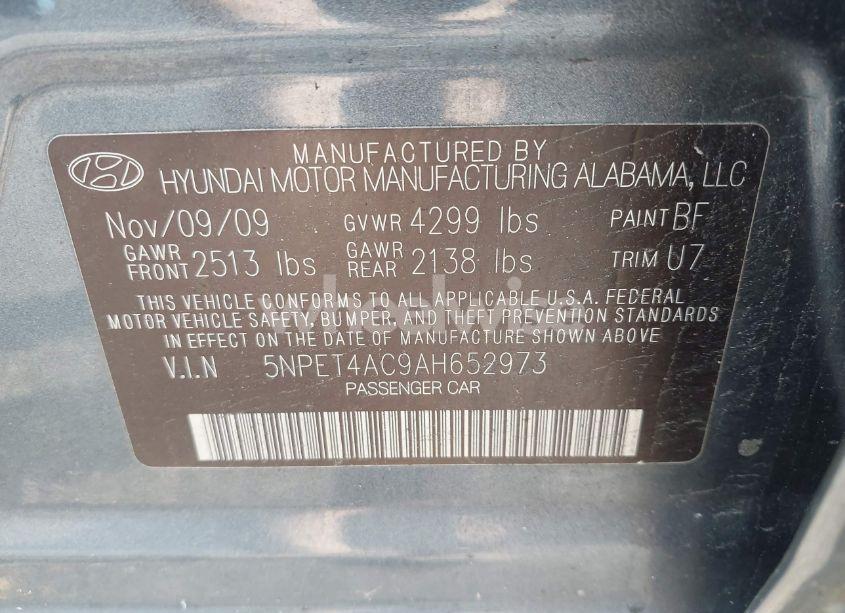 MANUFACTURED BY
HYUNDAI MOTOR MANUFACTURING ALABAMA, LLC
Nov/09/09 GVWR 4299 lbs PAINT BF
GAWR FRONT 2513 lbs GAWR REAR 2138 lbs TRIM U7
THIS VEHICLE CONFORMS TO ALL APPLICABLE U.S.A. FEDERAL
MOTOR VEHICLE SAFETY, BUMPER, AND THEFT PREVENTION STANDARDS
IN EFFECT ON THE DATE OF MANUFACTURE SHOWN ABOVE
V.I.N 5NPET4AC9AH652973
PASSENGER CAR